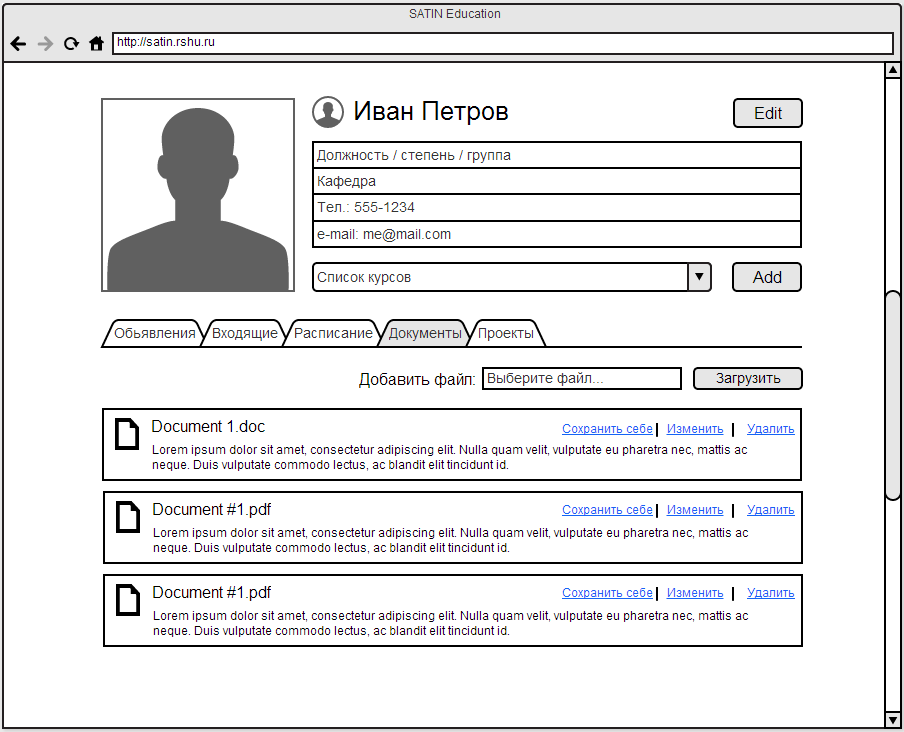 SATIN Education
http://satin.rshu.ru
Иван Петров
Edit
Должность / степень / группа
Кафедра
Тел.: 555-1234
e-mail: me@mail.com
Список курсов
Add
Обьявления Входящие Расписание Документы Проекты
Добавить файл: Выберите файл... Загрузить
Document 1.doc
Сохранить себе | Изменить | Удалить
Lorem ipsum dolor sit amet, consectetur adipiscing elit. Nulla quam velit, vulputate eu pharetra nec, mattis ac
neque. Duis vulputate commodo lectus, ac blandit elit tincidunt id.
Document #1.pdf
Сохранить себе | Изменить | Удалить
Lorem ipsum dolor sit amet, consectetur adipiscing elit. Nulla quam velit, vulputate eu pharetra nec, mattis ac
neque. Duis vulputate commodo lectus, ac blandit elit tincidunt id.
Document #1.pdf
Сохранить себе | Изменить | Удалить
Lorem ipsum dolor sit amet, consectetur adipiscing elit. Nulla quam velit, vulputate eu pharetra nec, mattis ac
neque. Duis vulputate commodo lectus, ac blandit elit tincidunt id.